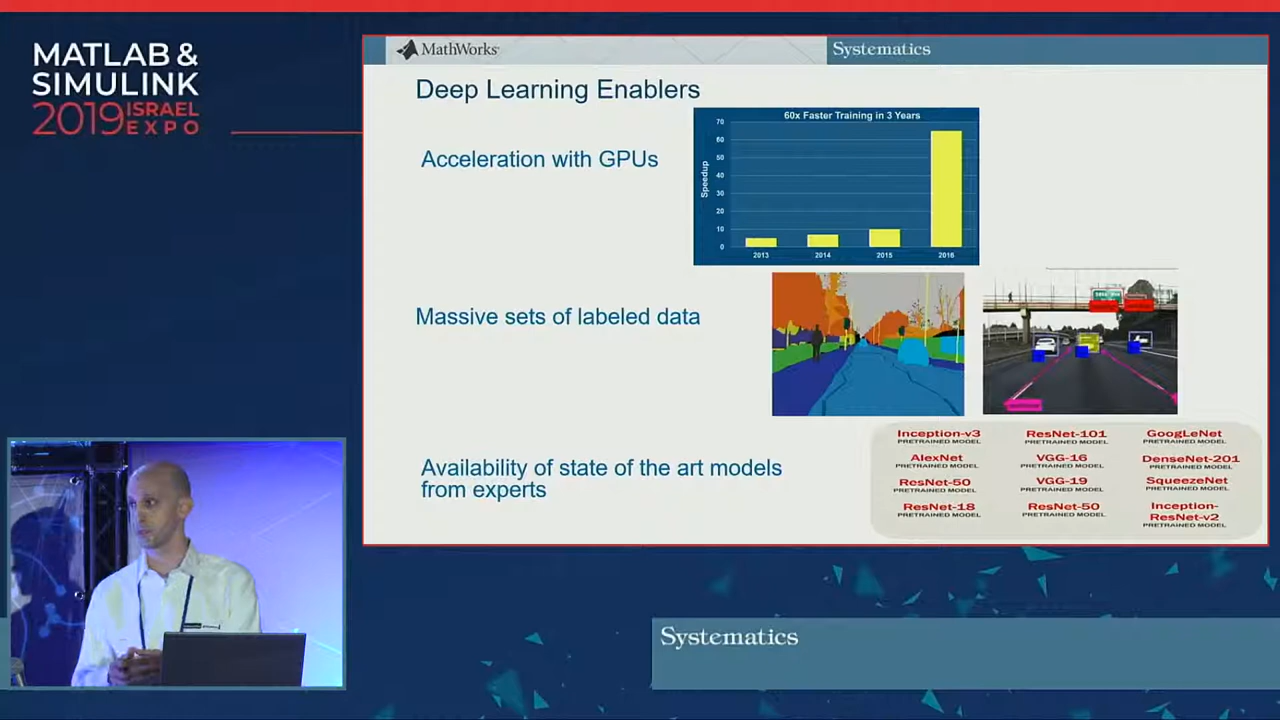 MATLAB &
SIMULINK
2019 ISRAEL
EXPO
MathWorks
Systematics
Deep Learning Enablers
Acceleration with GPUs
60x Faster Training in 3 Years
Speedup
70
60
50
40
30
20
10
0
2013 2014 2015 2016
Massive sets of labeled data
Availability of state of the art models
from experts
Inception-v3
PRETRAINED MODEL
ResNet-101
PRETRAINED MODEL
GoogLeNet
PRETRAINED MODEL
AlexNet
PRETRAINED MODEL
VGG-16
PRETRAINED MODEL
DenseNet-201
PRETRAINED MODEL
ResNet-50
PRETRAINED MODEL
VGG-19
PRETRAINED MODEL
SqueezeNet
PRETRAINED MODEL
ResNet-18
PRETRAINED MODEL
ResNet-50
PRETRAINED MODEL
Inception-
ResNet-v2
PRETRAINED MODEL
Systematics